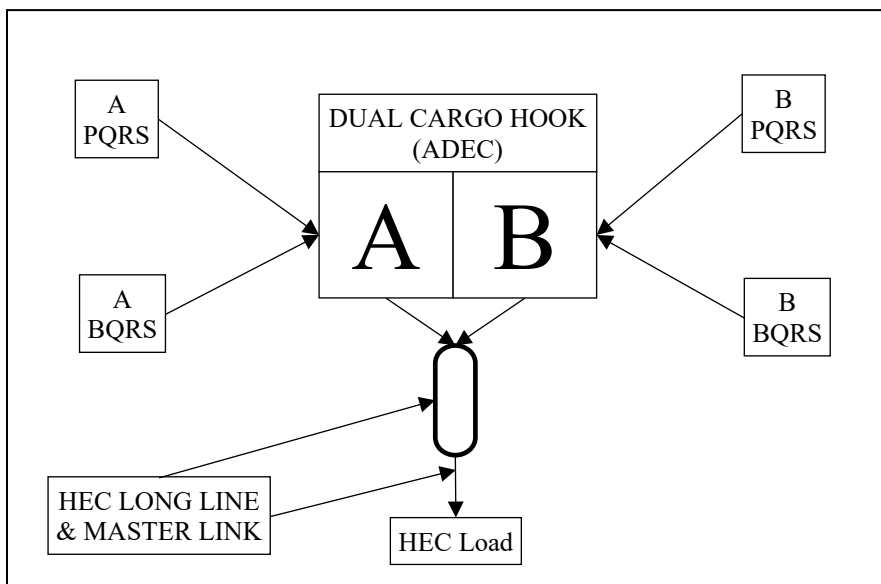 A
PQRS
DUAL CARGO HOOK
(ADEC)
B
PQRS
A
B
A
BQRS
B
BQRS
HEC LONG LINE
& MASTER LINK
HEC Load